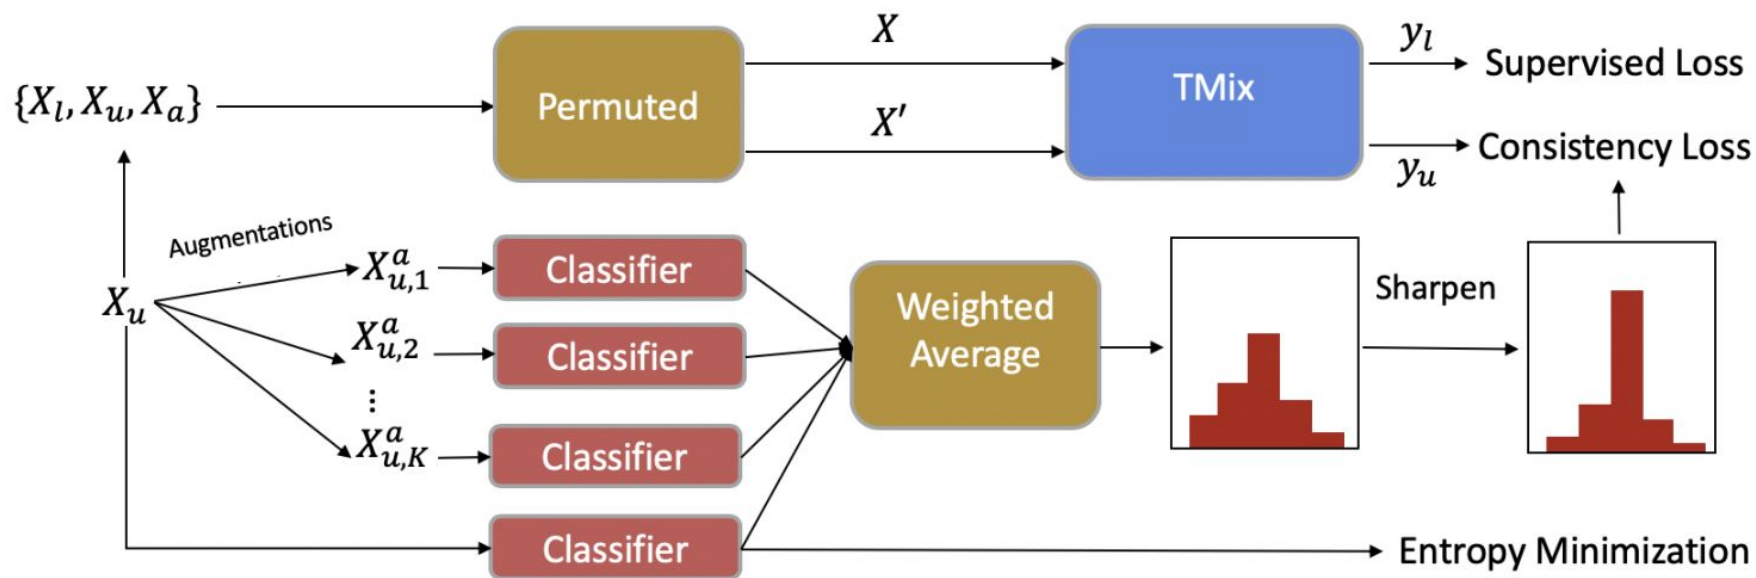 {X_l, X_u, X_a}
Permuted
X
X′
TMix
y_l
Supervised Loss
y_u
Consistency Loss
Augmentations
X_u
X^a_{u,1}
Classifier
X^a_{u,2}
Classifier
⋮
X^a_{u,K}
Classifier
Classifier
Weighted
Average
Sharpen
Entropy Minimization